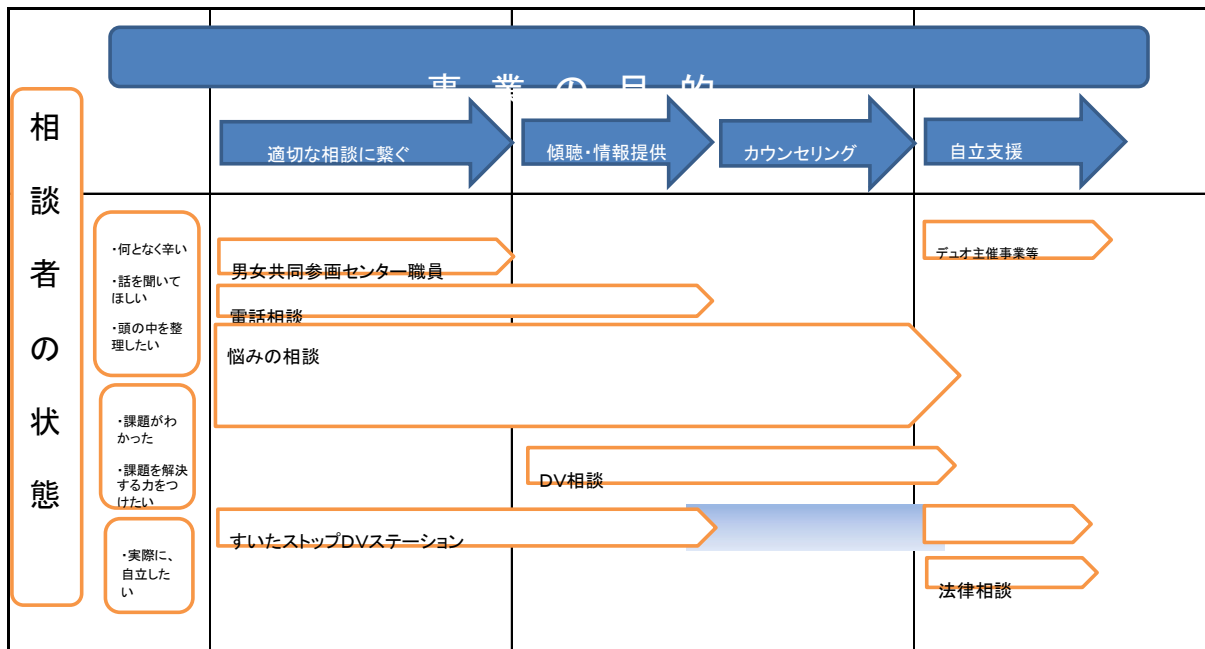 事業の目的
適切な相談に繋ぐ
傾聴・情報提供
カウンセリング
自立支援
相談者の状態
・何となく辛い
・話を聞いて
ほしい
・頭の中を整
理したい
男女共同参画センター職員
デュオ主催事業等
電話相談
悩みの相談
・課題がわ
かった
・課題を解決
する力をつ
けたい
DV相談
すいたストップDVステーション
・実際に、
自立した
い
法律相談